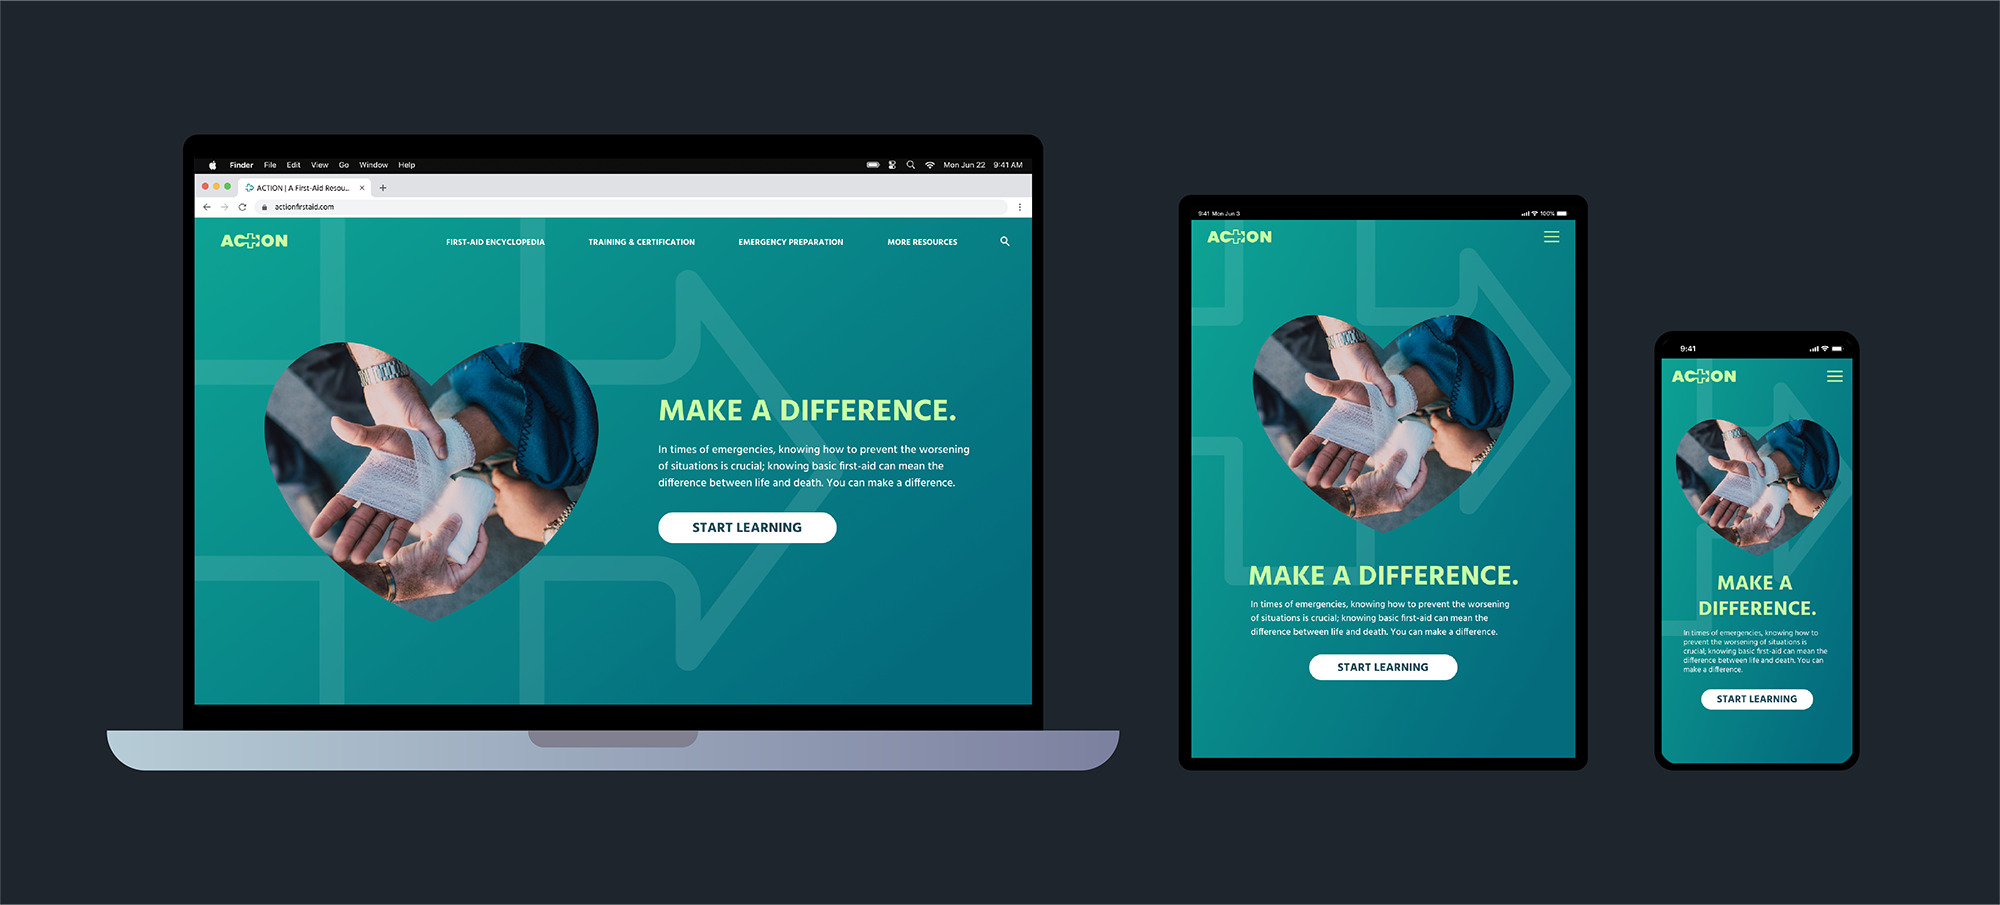 Finder File Edit View Go Window Help Mon Jun 22 9:41 AM
ACTION | A First-Aid Resou...
actionfirstaid.com
ACTION FIRST-AID ENCYCLOPEDIA TRAINING & CERTIFICATION EMERGENCY PREPARATION MORE RESOURCES
MAKE A DIFFERENCE.
In times of emergencies, knowing how to prevent the worsening
of situations is crucial; knowing basic first-aid can mean the
difference between life and death. You can make a difference.
START LEARNING
9:41 Mon Jun 3 100%
ACTION
MAKE A DIFFERENCE.
In times of emergencies, knowing how to prevent the worsening
of situations is crucial; knowing basic first-aid can mean the
difference between life and death. You can make a difference.
START LEARNING
9:41
ACTION
MAKE A
DIFFERENCE.
In times of emergencies, knowing how to
prevent the worsening of situations is
crucial; knowing basic first-aid can mean the
difference between life and death. You can
make a difference.
START LEARNING